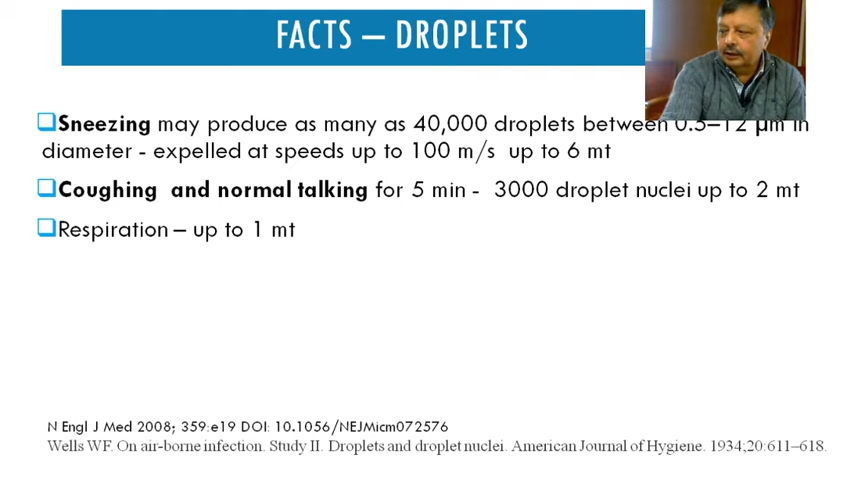 FACTS – DROPLETS
❑Sneezing may produce as many as 40,000 droplets between 0.5–12 μm in
diameter - expelled at speeds up to 100 m/s up to 6 mt
❑Coughing and normal talking for 5 min - 3000 droplet nuclei up to 2 mt
❑Respiration – up to 1 mt
N Engl J Med 2008; 359:e19 DOI: 10.1056/NEJMicm072576
Wells WF. On air-borne infection. Study II. Droplets and droplet nuclei. American Journal of Hygiene. 1934;20:611–618.